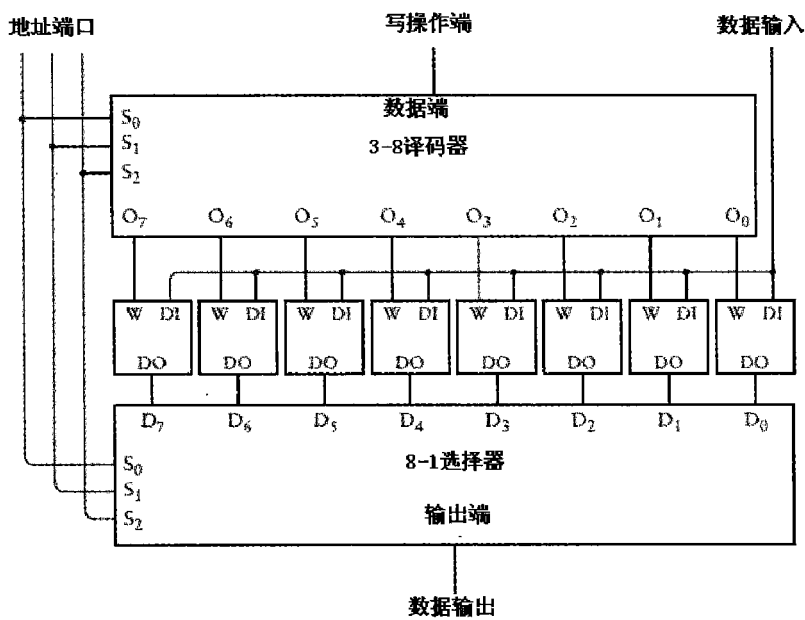 地址端口 写操作端 数据输入
数据端
S₀
3-8译码器
S₁
S₂
O₇ O₆ O₅ O₄ O₃ O₂ O₁ O₀
W DI W DI W DI W DI W DI W DI W DI W DI
DO DO DO DO DO DO DO DO
D₇ D₆ D₅ D₄ D₃ D₂ D₁ D₀
8-1选择器
S₀
S₁
输出端
S₂
数据输出